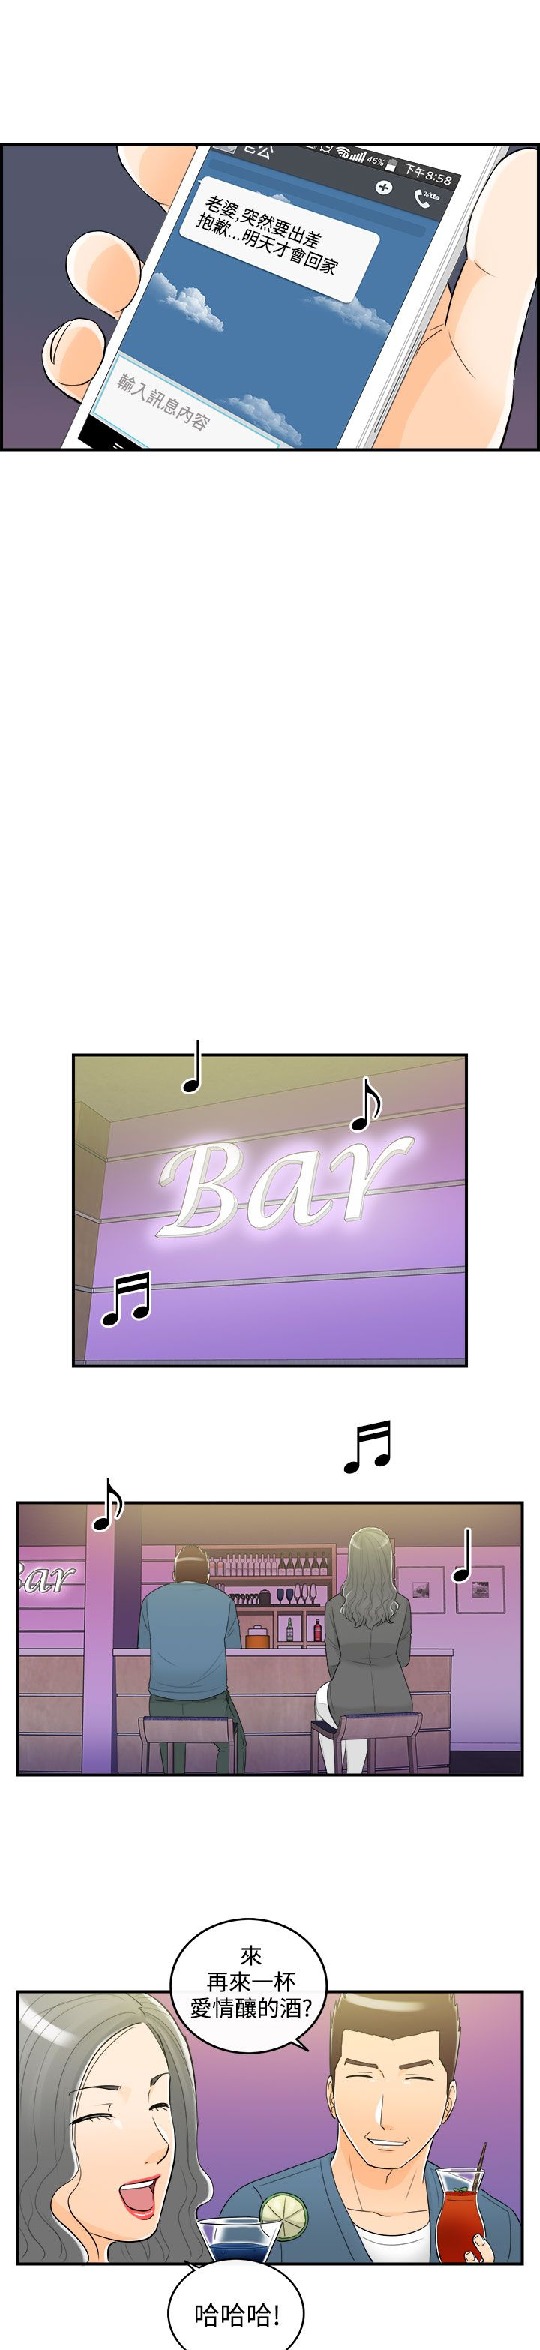 老公
46% 下午8:58
老婆,突然要出差
抱歉...明天才會回家
輸入訊息內容
Bar
Bar
來
再來一杯
愛情釀的酒?
哈哈哈!